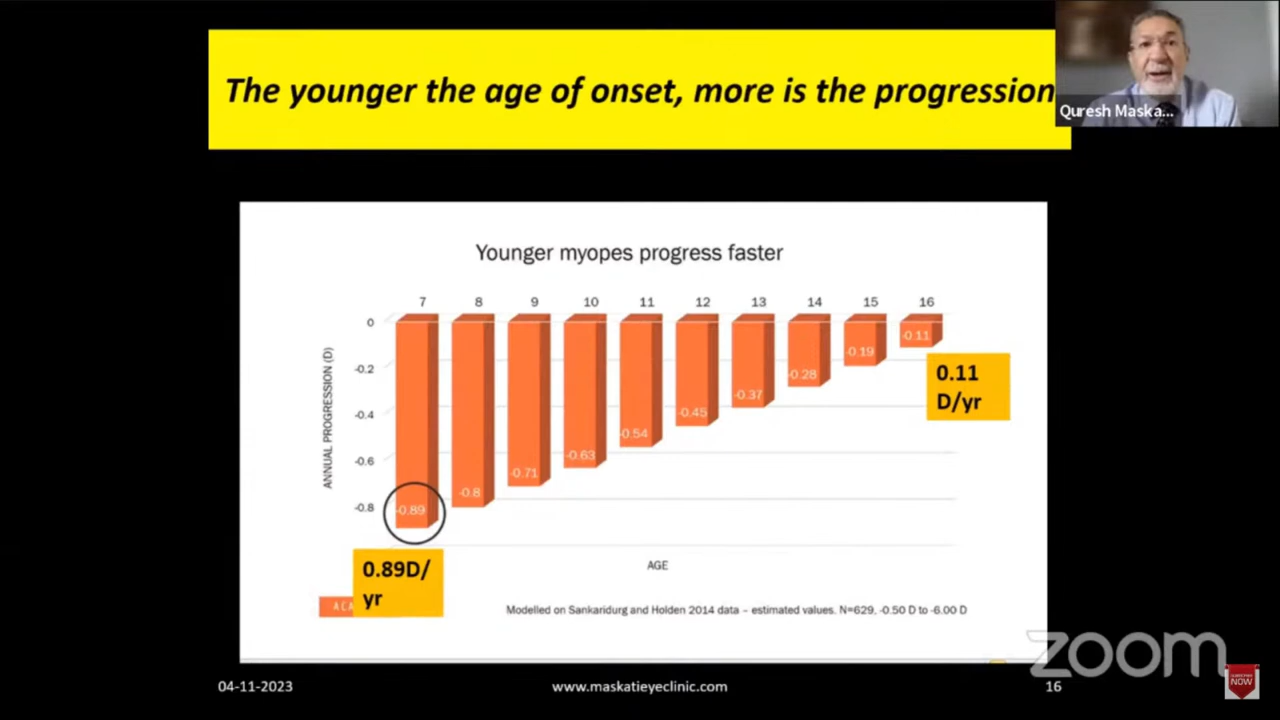 The younger the age of onset, more is the progression
Quresh Maska...
Younger myopes progress faster
7 8 9 10 11 12 13 14 15 16
0
-0.2
-0.4
-0.6
-0.8
ANNUAL PROGRESSION (D)
-0.89
-0.8
-0.71
-0.63
-0.54
-0.45
-0.37
-0.28
-0.19
-0.11
0.11
D/yr
0.89D/
yr
AGE
Modelled on Sankaridurg and Holden 2014 data – estimated values. N=629, -0.50 D to -6.00 D
zoom
04-11-2023
www.maskatieyeclinic.com
16
NOW